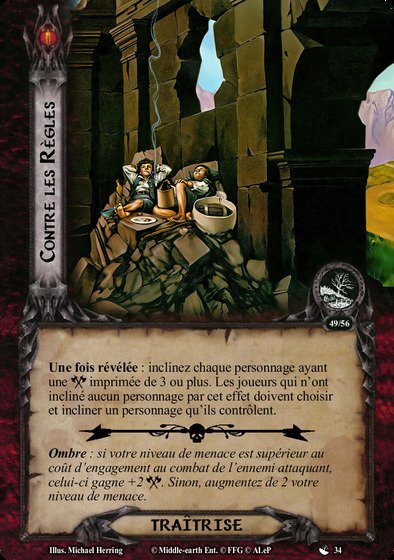 CONTRE LES RÈGLES
49/56
Une fois révélée : inclinez chaque personnage ayant
une imprimée de 3 ou plus. Les joueurs qui n'ont
incliné aucun personnage par cet effet doivent choisir
et incliner un personnage qu'ils contrôlent.
Ombre : si votre niveau de menace est supérieur au
coût d'engagement au combat de l'ennemi attaquant,
celui-ci gagne +2 . Sinon, augmentez de 2 votre
niveau de menace.
TRAÎTRISE
Illus. Michael Herring © Middle-earth Ent. © FFG © ALeP 34